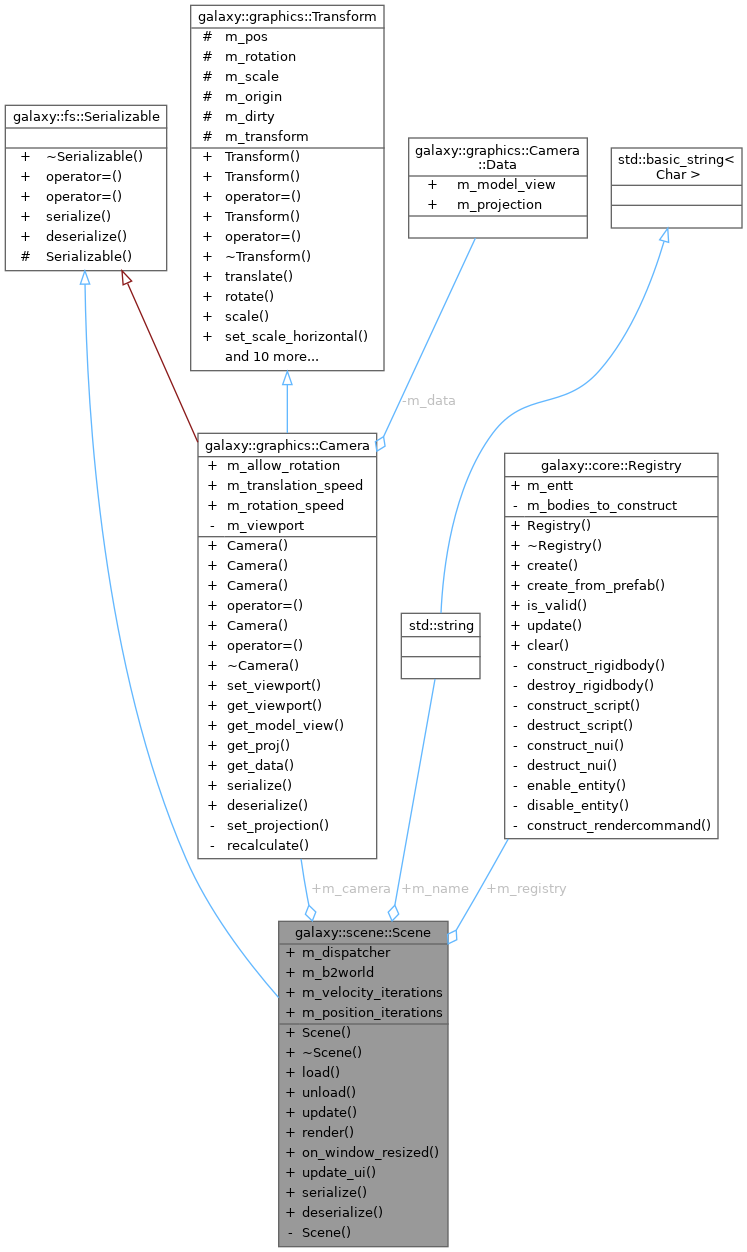 galaxy::graphics::Transform
# m_pos
# m_rotation
# m_scale
# m_origin
# m_dirty
# m_transform
+ Transform()
+ Transform()
+ operator=()
+ Transform()
+ operator=()
+ ~Transform()
+ translate()
+ rotate()
+ scale()
+ set_scale_horizontal()
and 10 more...
galaxy::fs::Serializable
+ ~Serializable()
+ operator=()
+ operator=()
+ serialize()
+ deserialize()
# Serializable()
galaxy::graphics::Camera
::Data
+ m_model_view
+ m_projection
std::basic_string<
Char >
-m_data
galaxy::graphics::Camera
+ m_allow_rotation
+ m_translation_speed
+ m_rotation_speed
- m_viewport
+ Camera()
+ Camera()
+ Camera()
+ operator=()
+ Camera()
+ operator=()
+ ~Camera()
+ set_viewport()
+ get_viewport()
+ get_model_view()
+ get_proj()
+ get_data()
+ serialize()
+ deserialize()
- set_projection()
- recalculate()
std::string
galaxy::core::Registry
+ m_entt
- m_bodies_to_construct
+ Registry()
+ ~Registry()
+ create()
+ create_from_prefab()
+ is_valid()
+ update()
+ clear()
- construct_rigidbody()
- destroy_rigidbody()
- construct_script()
- destruct_script()
- construct_nui()
- destruct_nui()
- enable_entity()
- disable_entity()
- construct_rendercommand()
+m_camera
+m_name
+m_registry
galaxy::scene::Scene
+ m_dispatcher
+ m_b2world
+ m_velocity_iterations
+ m_position_iterations
+ Scene()
+ ~Scene()
+ load()
+ unload()
+ update()
+ render()
+ on_window_resized()
+ update_ui()
+ serialize()
+ deserialize()
- Scene()